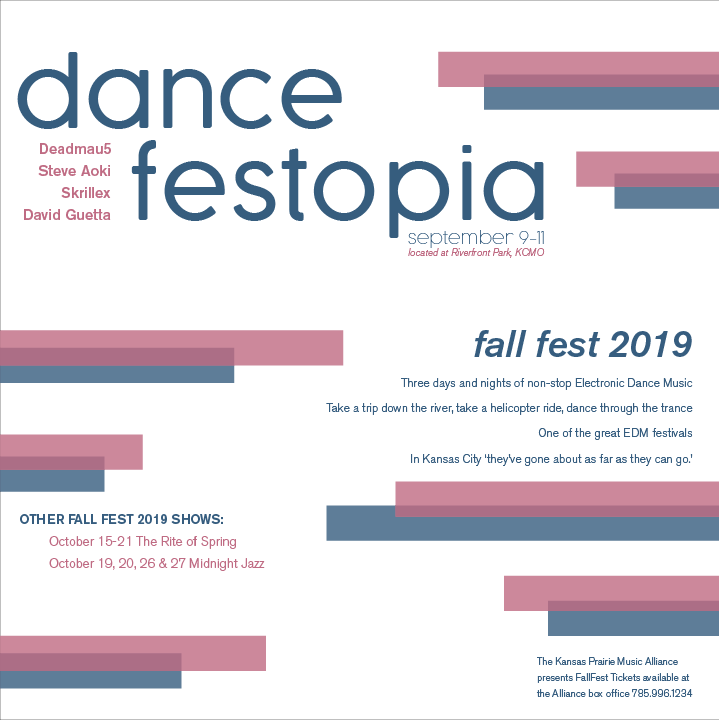 dance
festopia
Deadmau5
Steve Aoki
Skrillex
David Guetta
september 9-11
located at Riverfront Park, KCMO
fall fest 2019
Three days and nights of non-stop Electronic Dance Music
Take a trip down the river, take a helicopter ride, dance through the trance
One of the great EDM festivals
In Kansas City ‘they’ve gone about as far as they can go.’
OTHER FALL FEST 2019 SHOWS:
October 15-21 The Rite of Spring
October 19, 20, 26 & 27 Midnight Jazz
The Kansas Prairie Music Alliance
presents FallFest Tickets available at
the Alliance box office 785.996.1234